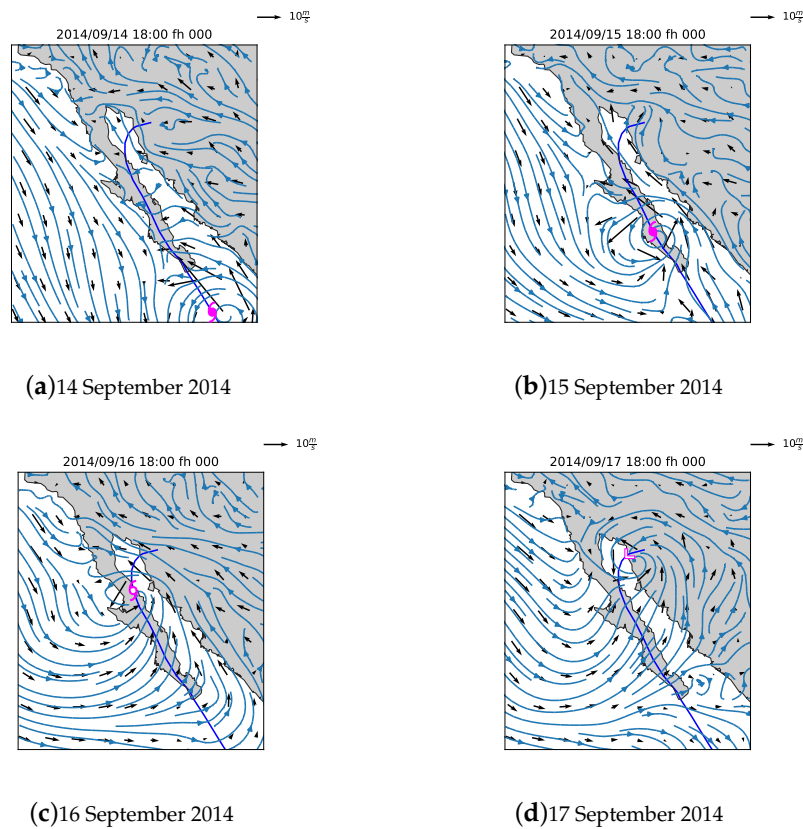 10 m/s
2014/09/14 18:00 fh 000
10 m/s
2014/09/15 18:00 fh 000
(a)14 September 2014
(b)15 September 2014
10 m/s
2014/09/16 18:00 fh 000
10 m/s
2014/09/17 18:00 fh 000
L
(c)16 September 2014
(d)17 September 2014